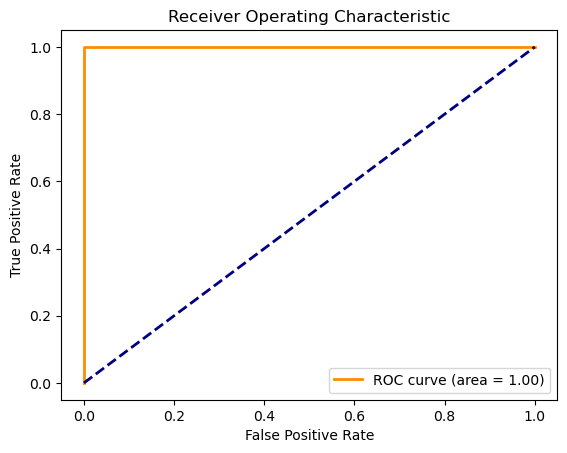 Receiver Operating Characteristic
True Positive Rate
1.0
0.8
0.6
0.4
0.2
0.0
ROC curve (area = 1.00)
0.0 0.2 0.4 0.6 0.8 1.0
False Positive Rate